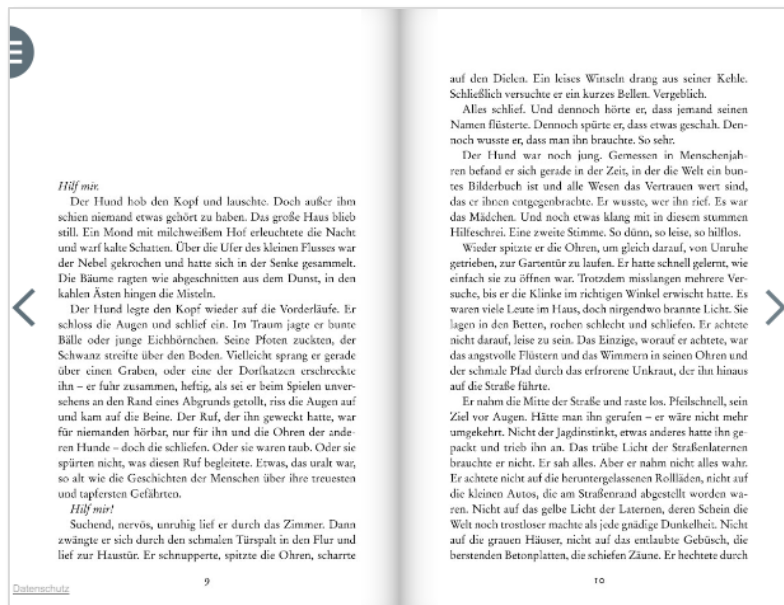 Hilf mir.
Der Hund hob den Kopf und lauschte. Doch außer ihm
schien niemand etwas gehört zu haben. Das große Haus blieb
still. Ein Mond mit milchweißem Hof erleuchtete die Nacht
und warf kalte Schatten. Über die Ufer des kleinen Flusses war
der Nebel gekrochen und hatte sich in der Senke gesammelt.
Die Bäume ragten wie abgeschnitten aus dem Dunst, in den
kahlen Ästen hingen die Misteln.
Der Hund legte den Kopf wieder auf die Vorderläufe. Er
schloss die Augen und schlief ein. Im Traum jagte er bunte
Bälle oder junge Eichhörnchen. Seine Pfoten zuckten, der
Schwanz streifte über den Boden. Vielleicht sprang er gerade
über einen Graben, oder eine der Dorfkatzen erschreckte
ihn – er fuhr zusammen, heftig, als sei er beim Spielen unver-
sehens an den Rand eines Abgrunds getollt, riss die Augen auf
und kam auf die Beine. Der Ruf, der ihn geweckt hatte, war
für niemanden hörbar, nur für ihn und die Ohren der ande-
ren Hunde – doch die schliefen. Oder sie waren taub. Oder sie
spürten nicht, was diesen Ruf begleitete. Etwas, das uralt war,
so alt wie die Geschichten der Menschen über ihre treuesten
und tapfersten Gefährten.
Hilf mir!
Suchend, nervös, unruhig lief er durch das Zimmer. Dann
zwängte er sich durch den schmalen Türspalt in den Flur und
lief zur Haustür. Er schnupperte, spitzte die Ohren, scharrte
9
Datenschutz
auf den Dielen. Ein leises Winseln drang aus seiner Kehle.
Schließlich versuchte er ein kurzes Bellen. Vergeblich.
Alles schlief. Und dennoch hörte er, dass jemand seinen
Namen flüsterte. Dennoch spürte er, dass etwas geschah. Den-
noch wusste er, dass man ihn brauchte. So sehr.
Der Hund war noch jung. Gemessen in Menschenjah-
ren befand er sich gerade in der Zeit, in der die Welt ein bun-
tes Bilderbuch ist und alle Wesen das Vertrauen wert sind,
das er ihnen entgegenbrachte. Er wusste, wer ihn rief. Es war
das Mädchen. Und noch etwas klang mit in diesem stummen
Hilfeschrei. Eine zweite Stimme. So dünn, so leise, so hilflos.
Wieder spitzte er die Ohren, um gleich darauf, von Unruhe
getrieben, zur Gartentür zu laufen. Er hatte schnell gelernt, wie
einfach sie zu öffnen war. Trotzdem misslangen mehrere Ver-
suche, bis er die Klinke im richtigen Winkel erwischt hatte. Es
waren viele Leute im Haus, doch nirgendwo brannte Licht. Sie
lagen in den Betten, rochen schlecht und schliefen. Er achtete
nicht darauf, leise zu sein. Das Einzige, worauf er achtete, war
das angstvolle Flüstern und das Wimmern in seinen Ohren und
der schmale Pfad durch das erfrorene Unkraut, der ihn hinaus
auf die Straße führte.
Er nahm die Mitte der Straße und raste los. Pfeilschnell, sein
Ziel vor Augen. Hätte man ihn gerufen – er wäre nicht mehr
umgekehrt. Nicht der Jagdinstinkt, etwas anderes hatte ihn ge-
packt und trieb ihn an. Das trübe Licht der Straßenlaternen
brauchte er nicht. Er sah alles. Aber er nahm nicht alles wahr.
Er achtete nicht auf die heruntergelassenen Rollläden, nicht auf
die kleinen Autos, die am Straßenrand abgestellt worden wa-
ren. Nicht auf das gelbe Licht der Laternen, deren Schein die
Welt noch trostloser machte als jede gnädige Dunkelheit. Nicht
auf die grauen Häuser, nicht auf das entlaubte Gebüsch, die
berstenden Betonplatten, die schiefen Zäune. Er hechtete durch
10